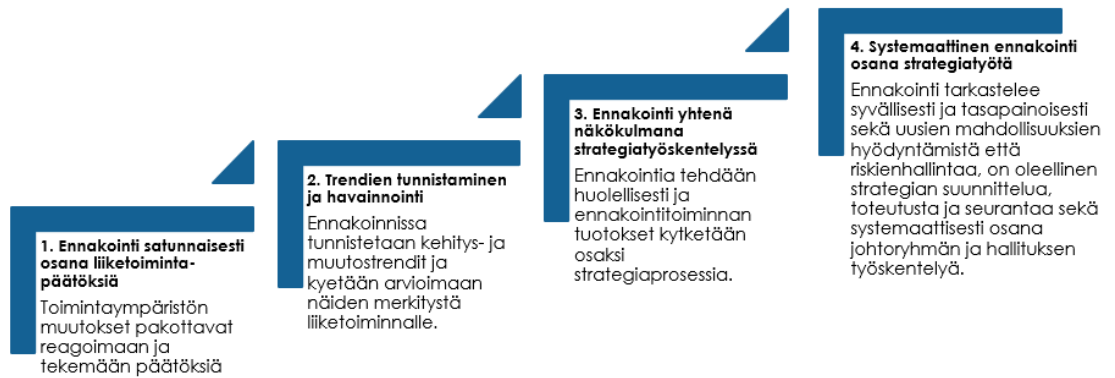 1. Ennakointi satunnaisesti
osana liiketoiminta-
päätöksiä
Toimintaympäristön
muutokset pakottavat
reagoimaan ja
tekemään päätöksiä
2. Trendien tunnistaminen
ja havainnointi
Ennakoinnissa
tunnistetaan kehitys- ja
muutostrendit ja
kyetään arvioimaan
näiden merkitystä
liiketoiminnalle.
3. Ennakointi yhtenä
näkökulmana
strategiatyöskentelyssä
Ennakointia tehdään
huolellisesti ja
ennakointitoiminnan
tuotokset kytketään
osaksi
strategiaprosessia.
4. Systemaattinen ennakointi
osana strategiatyötä
Ennakointi tarkastelee
syvällisesti ja tasapainoisesti
sekä uusien mahdollisuuksien
hyödyntämistä että
riskienhallintaa, on oleellinen
strategian suunnittelua,
toteutusta ja seurantaa sekä
systemaattisesti osana
johtoryhmän ja hallituksen
työskentelyä.